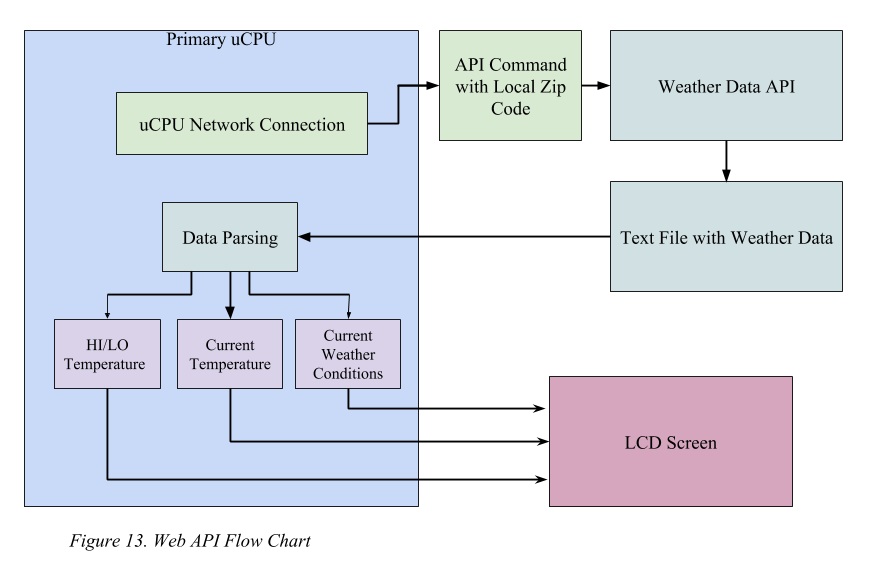 Primary uCPU
API Command
with Local Zip
Code
Weather Data API
uCPU Network Connection
Data Parsing
Text File with Weather Data
HI/LO
Temperature
Current
Temperature
Current
Weather
Conditions
LCD Screen
Figure 13. Web API Flow Chart